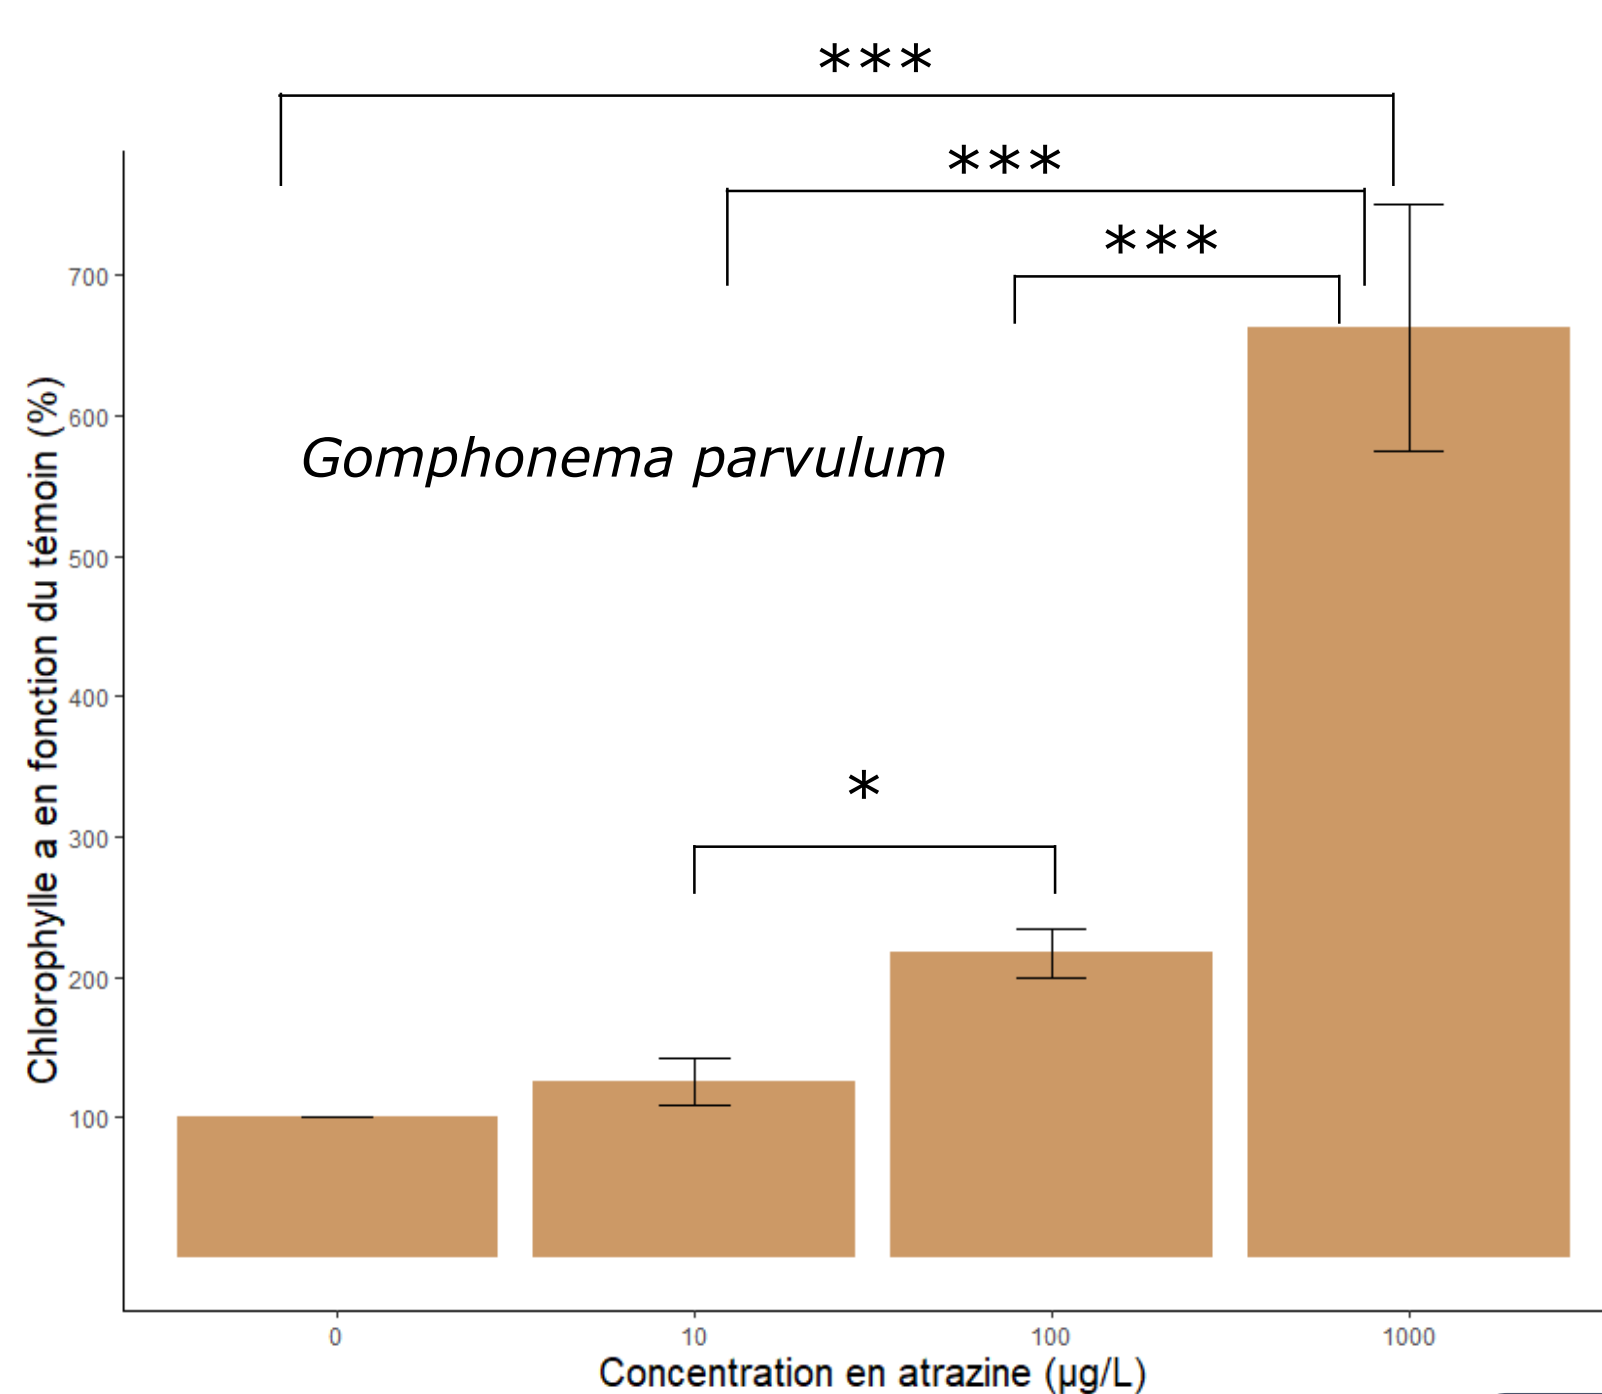 ***
***
***
700
600
Gomphonema parvulum
500
400
*
300
200
100
Chlorophylle a en fonction du témoin (%)
0 10 100 1000
Concentration en atrazine (µg/L)